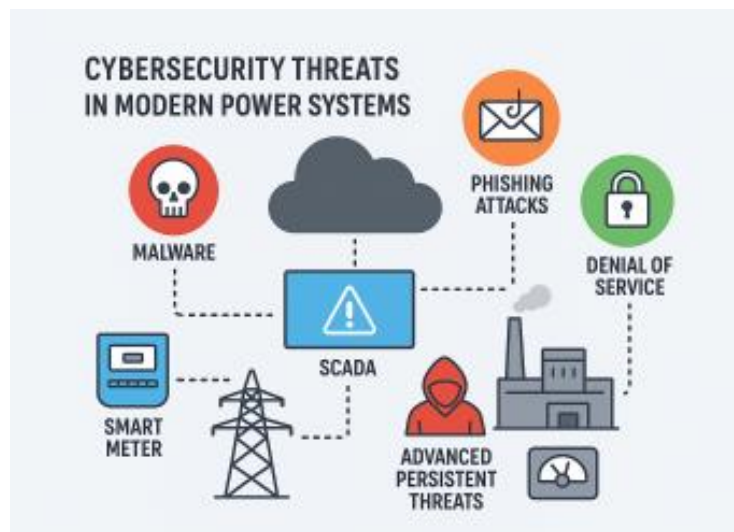 CYBERSECURITY THREATS
IN MODERN POWER SYSTEMS
MALWARE
PHISHING
ATTACKS
DENIAL OF
SERVICE
SCADA
SMART
METER
ADVANCED
PERSISTENT
THREATS